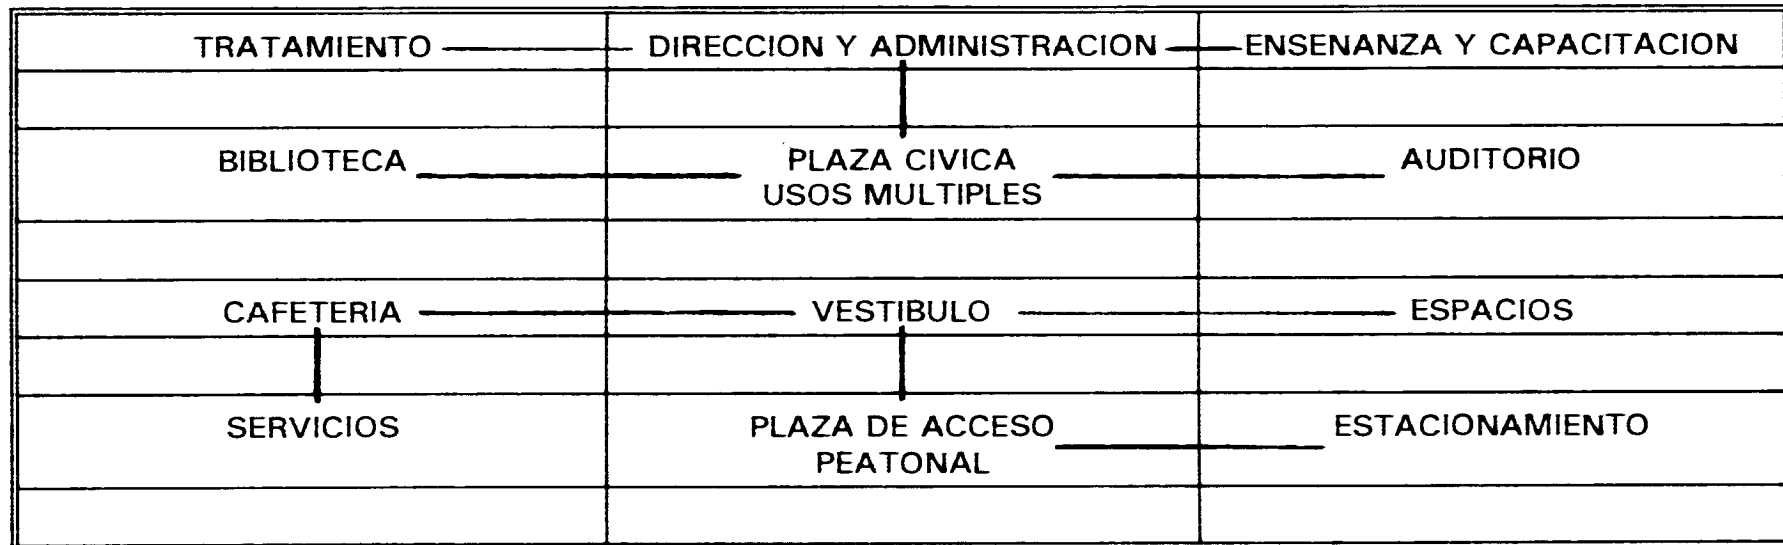 TRATAMIENTO
DIRECCION Y ADMINISTRACION
ENSENANZA Y CAPACITACION
BIBLIOTECA
PLAZA CIVICA
USOS MULTIPLES
AUDITORIO
CAFETERIA
VESTIBULO
ESPACIOS
SERVICIOS
PLAZA DE ACCESO
PEATONAL
ESTACIONAMIENTO